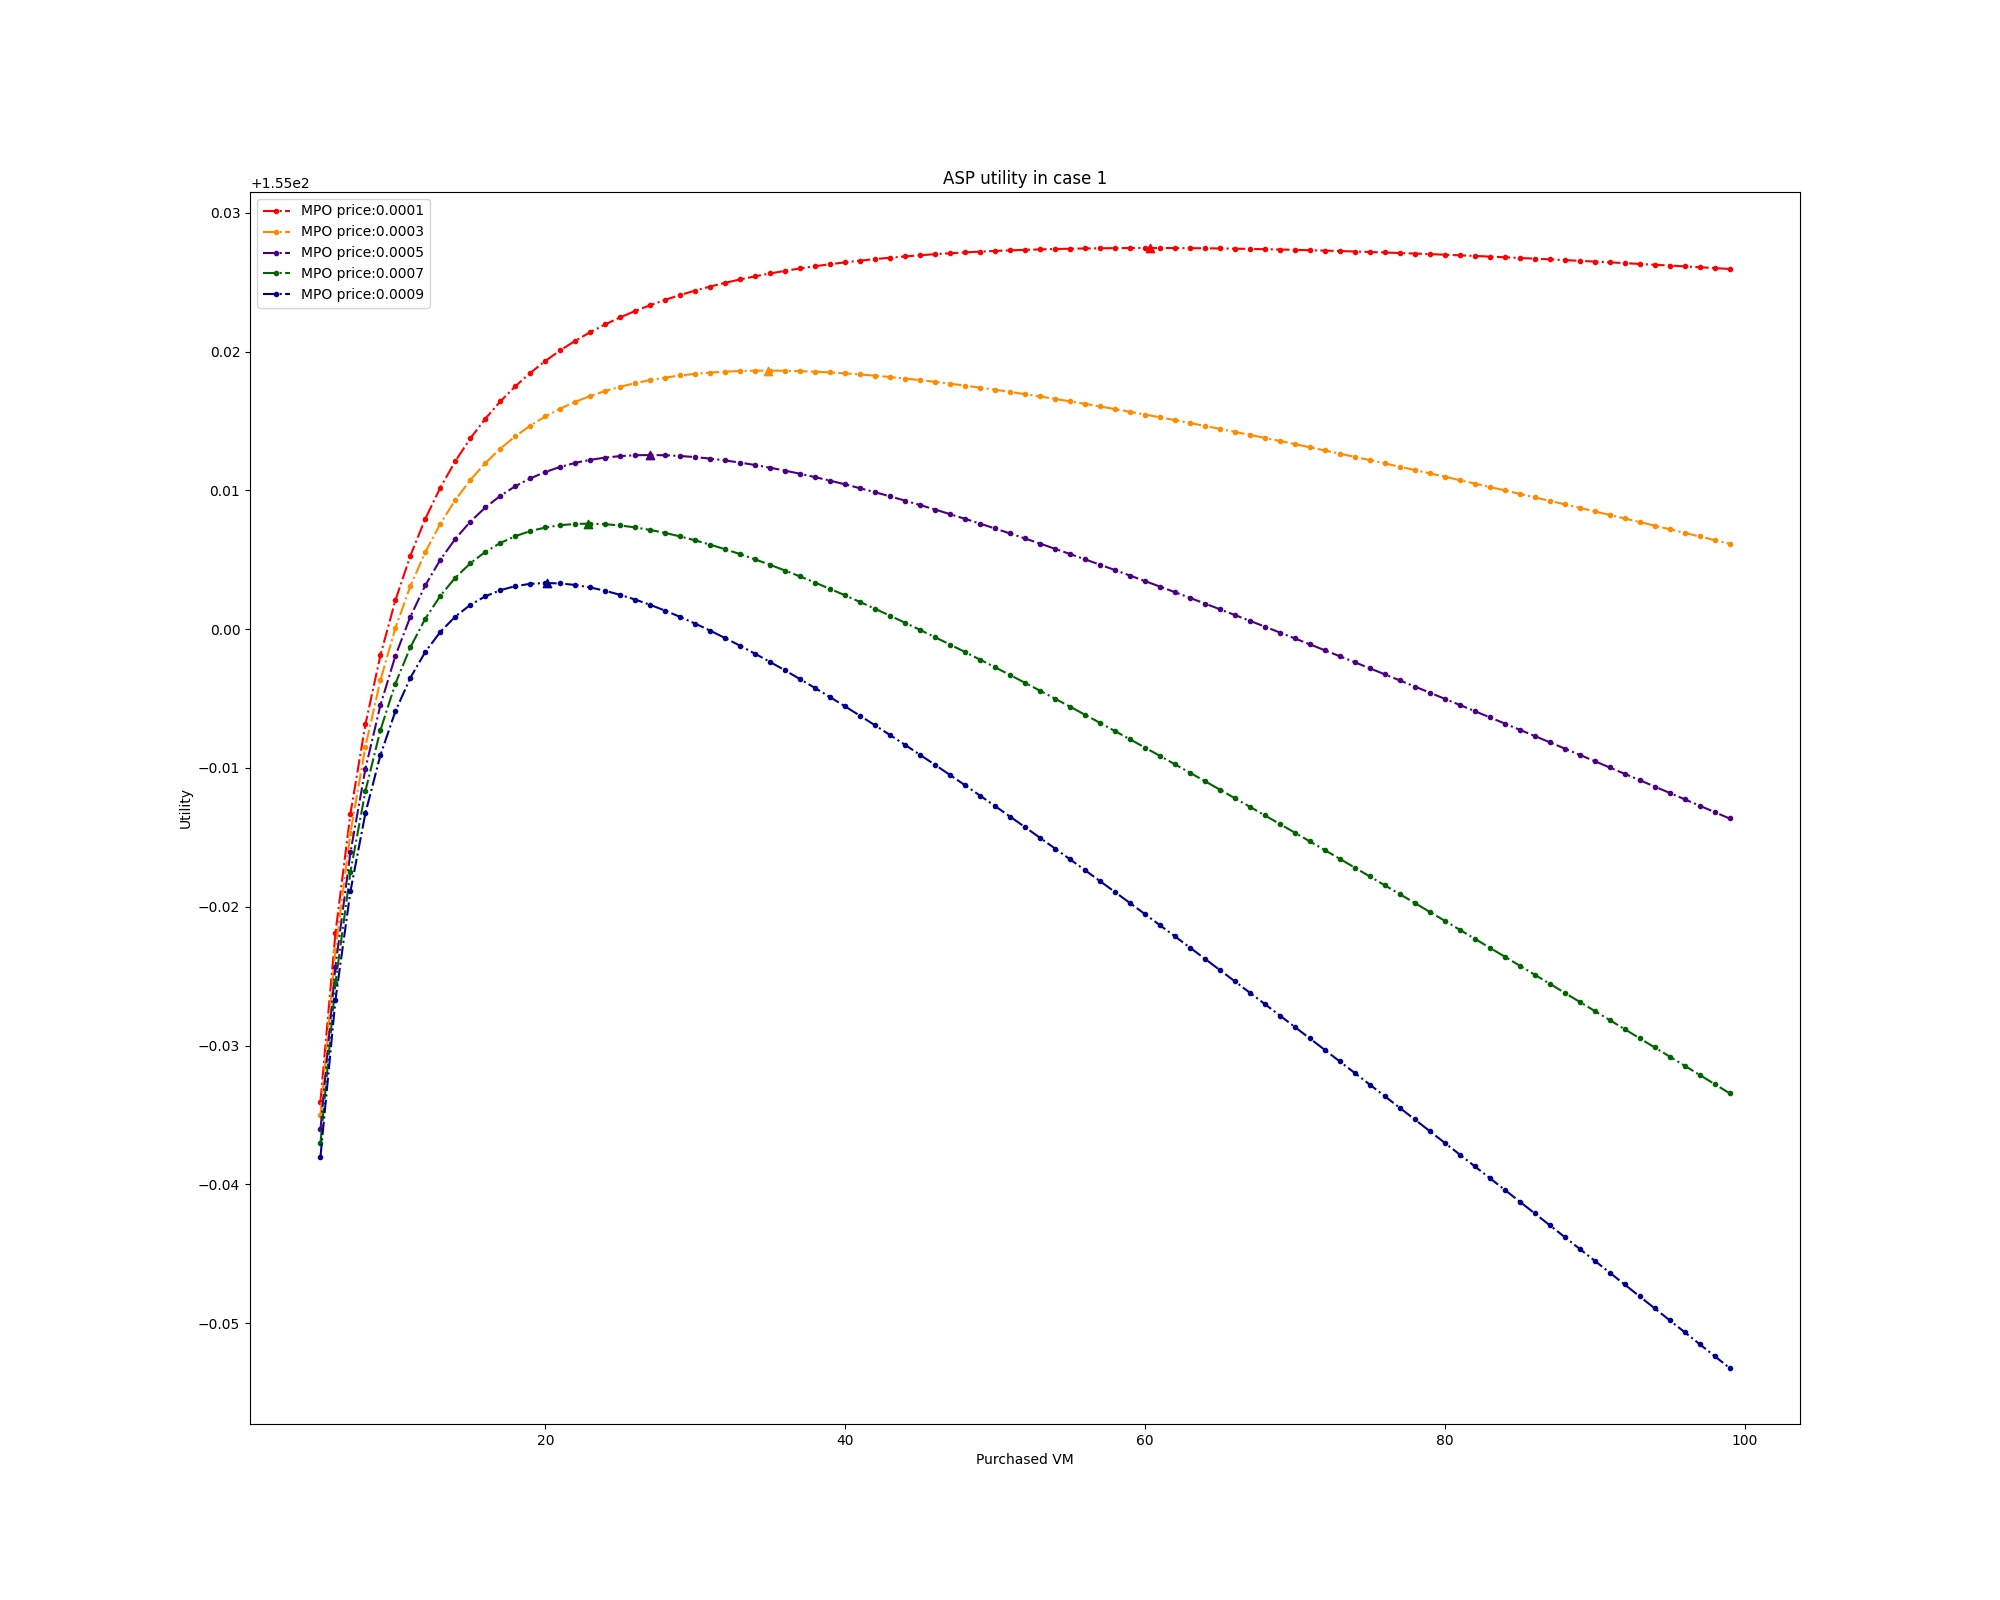 ASP utility in case 1
+1.55e2
MPO price:0.0001
MPO price:0.0003
MPO price:0.0005
MPO price:0.0007
MPO price:0.0009
0.03
0.02
0.01
0.00
−0.01
−0.02
−0.03
−0.04
−0.05
Utility
20 40 60 80 100
Purchased VM